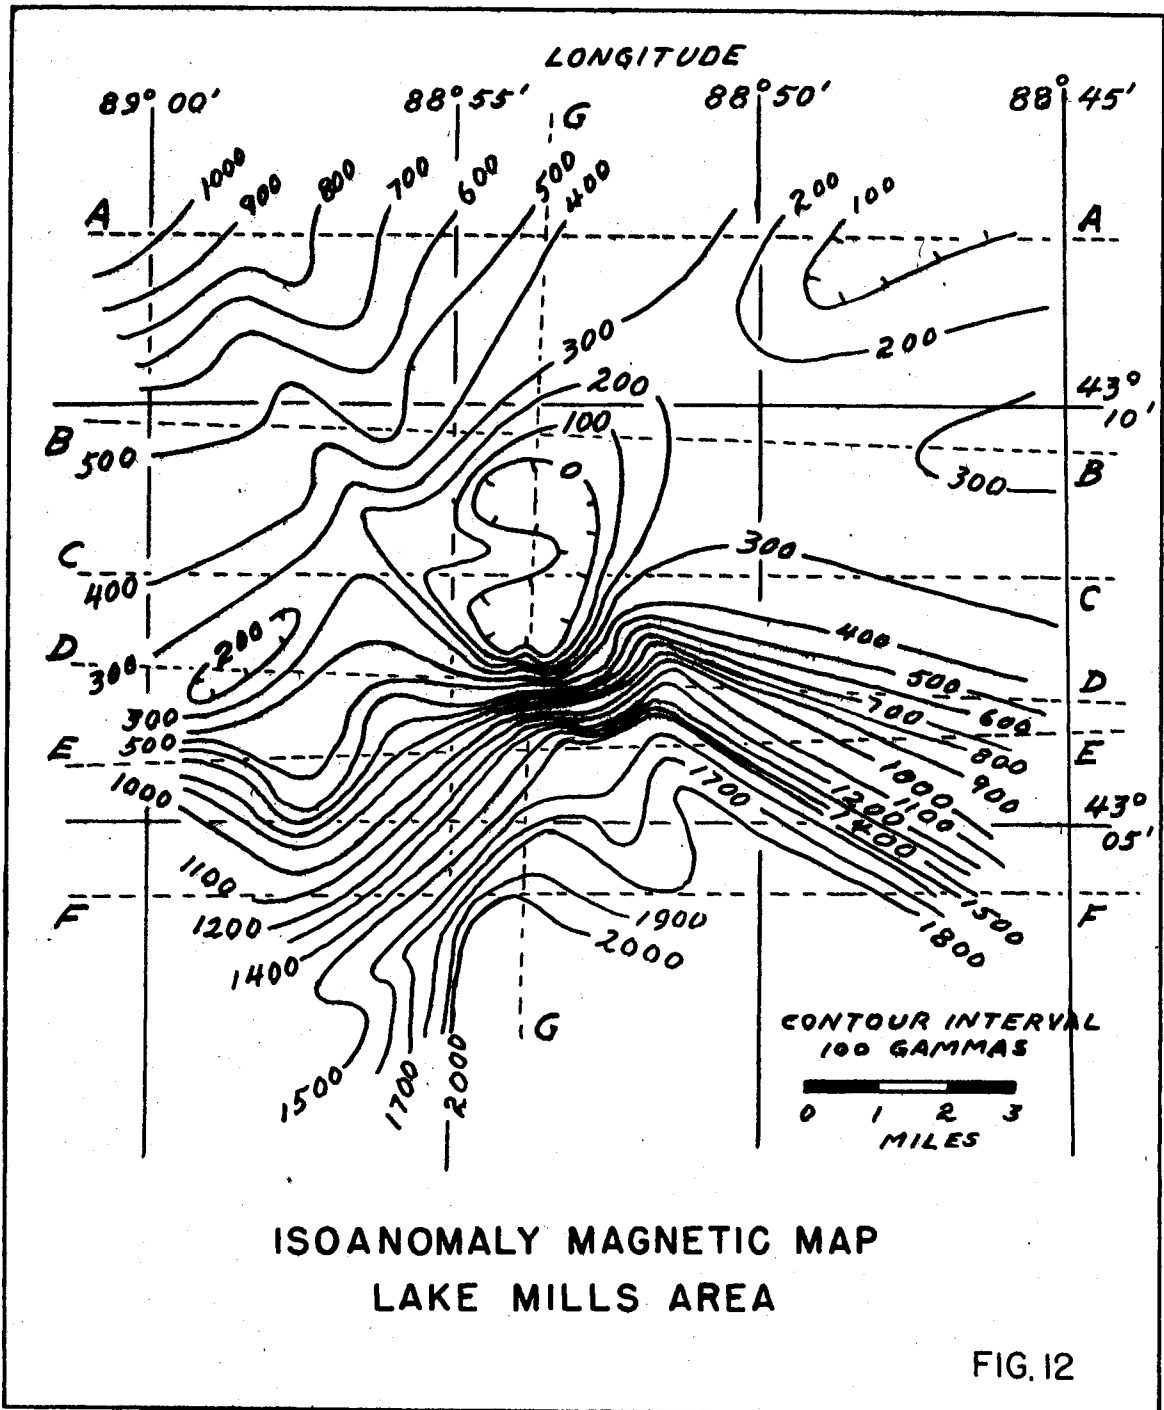 LONGITUDE
89° 00' 88° 55' 88° 50' 88° 45'
G
1000 900 800 700 600 500 400 200 100
A A
300 200
200 43°
10'
100
B B
500 0 300
C 300
400 C
200 400
D 300 500 D
300 700 600
500 800
E E
1000 1700 1000 900
1200 1100 43°
1400 05'
1100
F 1200 1900 1500 F
1400 2000 1800
G
CONTOUR INTERVAL
100 GAMMAS
1500 1700 2000
0 1 2 3
MILES
ISOANOMALY MAGNETIC MAP
LAKE MILLS AREA
FIG. 12